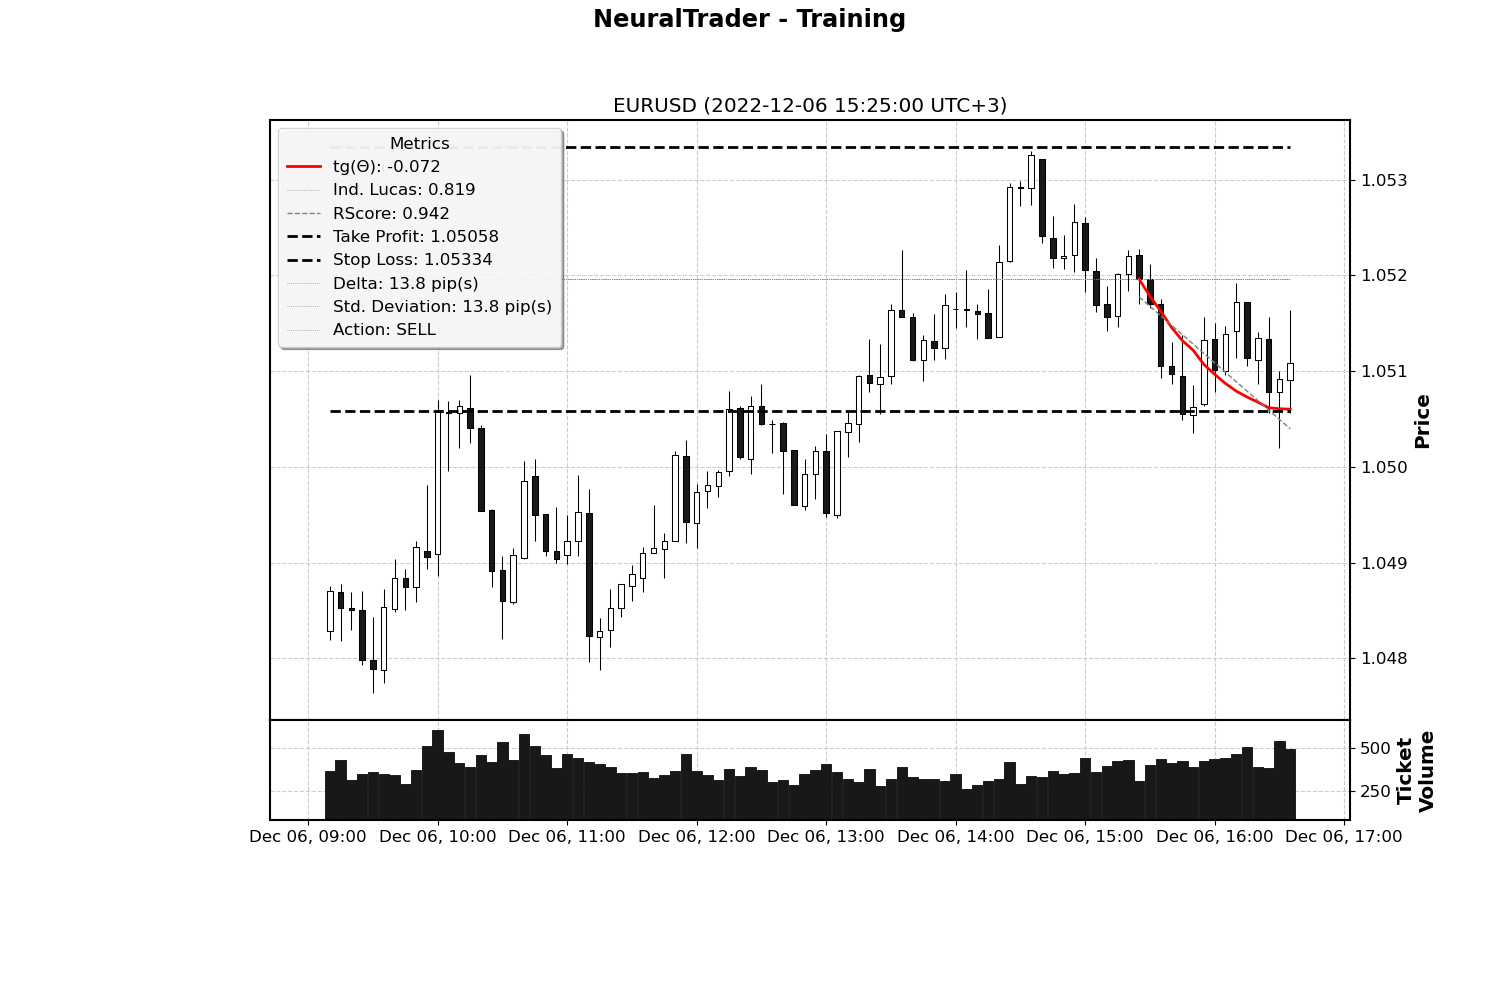 NeuralTrader - Training
EURUSD (2022-12-06 15:25:00 UTC+3)
Metrics
tg(Θ): -0.072
Ind. Lucas: 0.819
RScore: 0.942
Take Profit: 1.05058
Stop Loss: 1.05334
Delta: 13.8 pip(s)
Std. Deviation: 13.8 pip(s)
Action: SELL
1.053
1.052
1.051
1.050
1.049
1.048
Price
500
250
Ticket
Volume
Dec 06, 09:00 Dec 06, 10:00 Dec 06, 11:00 Dec 06, 12:00 Dec 06, 13:00 Dec 06, 14:00 Dec 06, 15:00 Dec 06, 16:00 Dec 06, 17:00